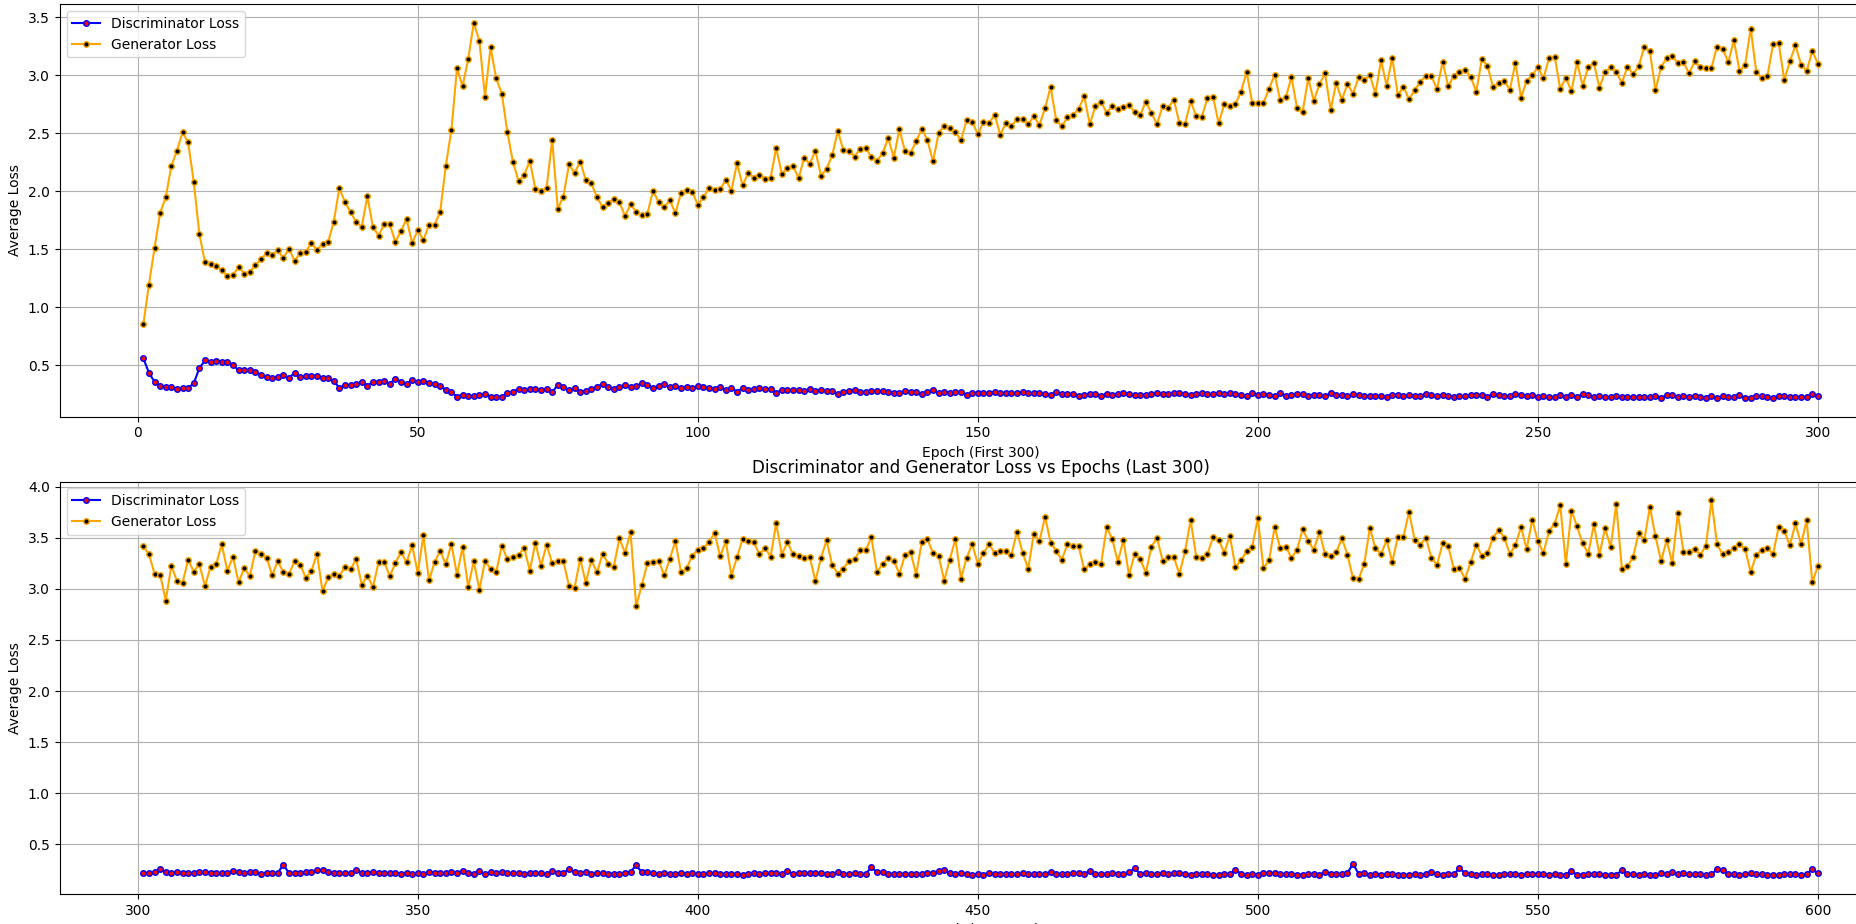 3.5
3.0
2.5
2.0
1.5
1.0
0.5
Average Loss
Discriminator Loss
Generator Loss
0 50 100 150 200 250 300
Epoch (First 300)
Discriminator and Generator Loss vs Epochs (Last 300)
4.0
3.5
3.0
2.5
2.0
1.5
1.0
0.5
Average Loss
Discriminator Loss
Generator Loss
300 350 400 450 500 550 600